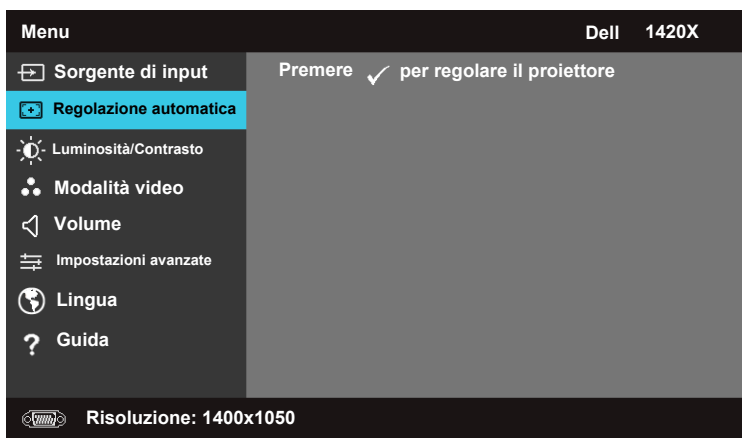 Menu Dell 1420X
Sorgente di input
Premere ✓ per regolare il proiettore
Regolazione automatica
Luminosità/Contrasto
Modalità video
Volume
Impostazioni avanzate
Lingua
? Guida
Risoluzione: 1400x1050